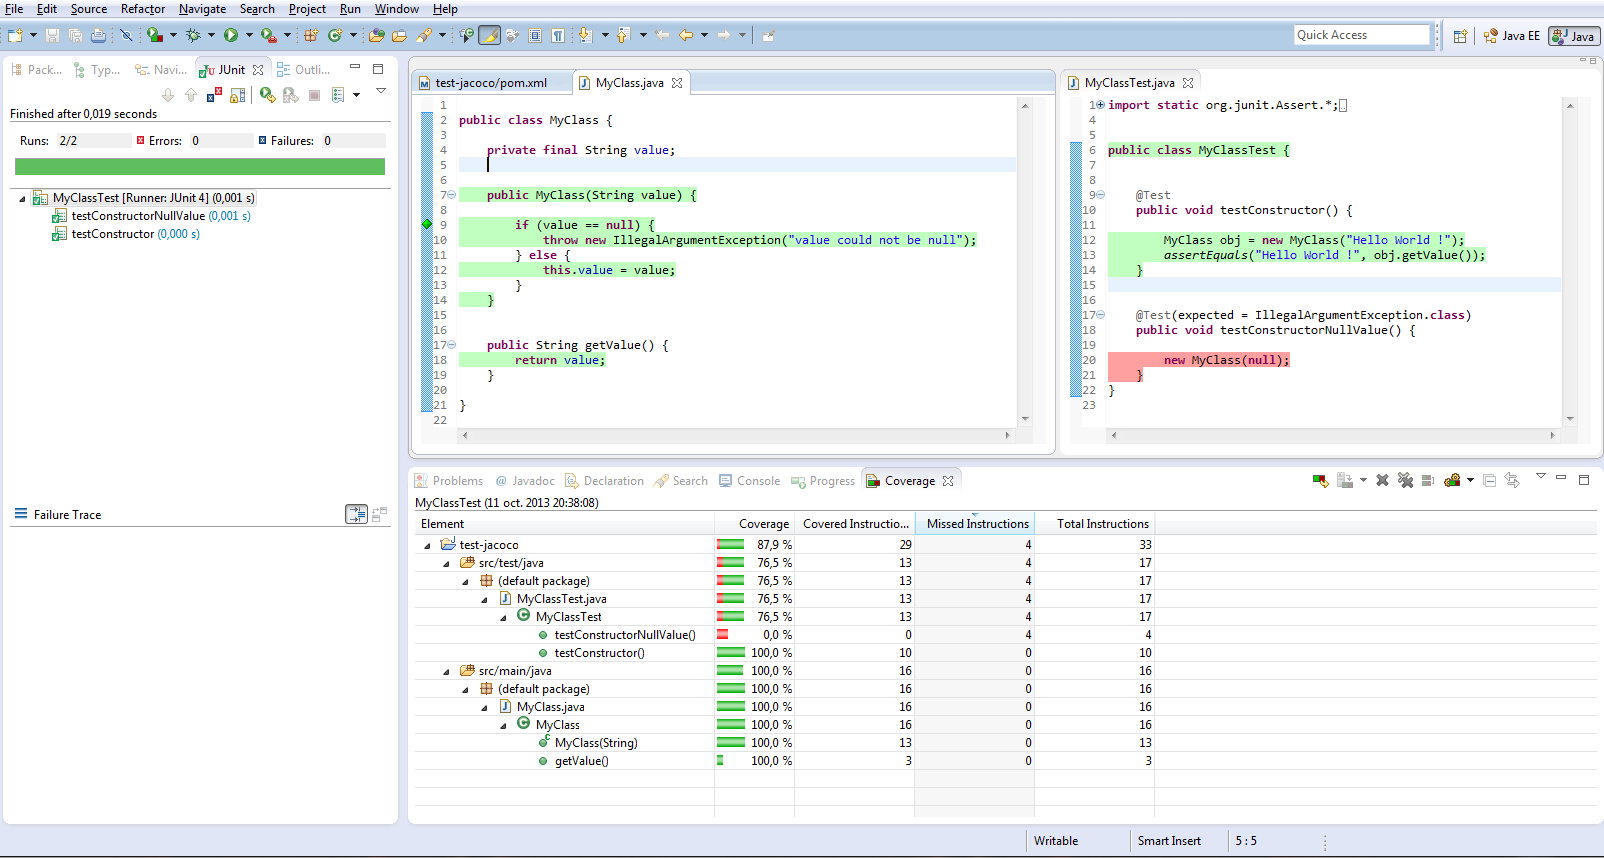 File Edit Source Refactor Navigate Search Project Run Window Help
Quick Access
Java EE
Java
Pack...
Typ...
Navi...
JUnit
Outli...
Finished after 0,019 seconds
Runs: 2/2
Errors: 0
Failures: 0
MyClassTest [Runner: JUnit 4] (0,001 s)
testConstructorNullValue (0,001 s)
testConstructor (0,000 s)
Failure Trace
test-jacoco/pom.xml
MyClass.java
1
2 public class MyClass {
3
4 private final String value;
5
6
7 public MyClass(String value) {
8
9 if (value == null) {
10 throw new IllegalArgumentException("value could not be null");
11 } else {
12 this.value = value;
13 }
14 }
15
16
17 public String getValue() {
18 return value;
19 }
20
21 }
22
MyClassTest.java
1 import static org.junit.Assert.*;
4
5
6 public class MyClassTest {
7
8
9 @Test
10 public void testConstructor() {
11
12 MyClass obj = new MyClass("Hello World !");
13 assertEquals("Hello World !", obj.getValue());
14 }
15
16
17 @Test(expected = IllegalArgumentException.class)
18 public void testConstructorNullValue() {
19
20 new MyClass(null);
21 }
22 }
23
Problems
@ Javadoc
Declaration
Search
Console
Progress
Coverage
MyClassTest (11 oct. 2013 20:38:08)
Element Coverage Covered Instructio... Missed Instructions Total Instructions
test-jacoco 87,9 % 29 4 33
src/test/java 76,5 % 13 4 17
(default package) 76,5 % 13 4 17
MyClassTest.java 76,5 % 13 4 17
MyClassTest 76,5 % 13 4 17
testConstructorNullValue() 0,0 % 0 4 4
testConstructor() 100,0 % 10 0 10
src/main/java 100,0 % 16 0 16
(default package) 100,0 % 16 0 16
MyClass.java 100,0 % 16 0 16
MyClass 100,0 % 16 0 16
MyClass(String) 100,0 % 13 0 13
getValue() 100,0 % 3 0 3
Writable
Smart Insert
5 : 5